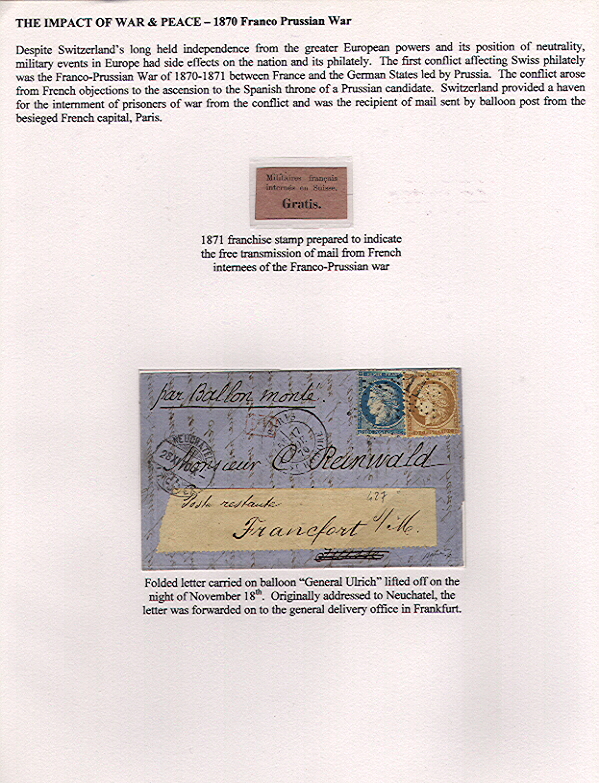 THE IMPACT OF WAR & PEACE – 1870 Franco Prussian War
Despite Switzerland's long held independence from the greater European powers and its position of neutrality,
military events in Europe had side effects on the nation and its philately. The first conflict affecting Swiss philately
was the Franco-Prussian War of 1870-1871 between France and the German States led by Prussia. The conflict arose
from French objections to the ascension to the Spanish throne of a Prussian candidate. Switzerland provided a haven
for the internment of prisoners of war from the conflict and was the recipient of mail sent by balloon post from the
besieged French capital, Paris.
Militaires français
internés en Suisse.
Gratis.
1871 franchise stamp prepared to indicate
the free transmission of mail from French
internees of the Franco-Prussian war
par Ballon monté
PARIS
NEUCHATEL
Monsieur C. Reinwald
Poste restante
427
Francfort s/M.
Folded letter carried on balloon "General Ulrich" lifted off on the
night of November 18th. Originally addressed to Neuchatel, the
letter was forwarded on to the general delivery office in Frankfurt.